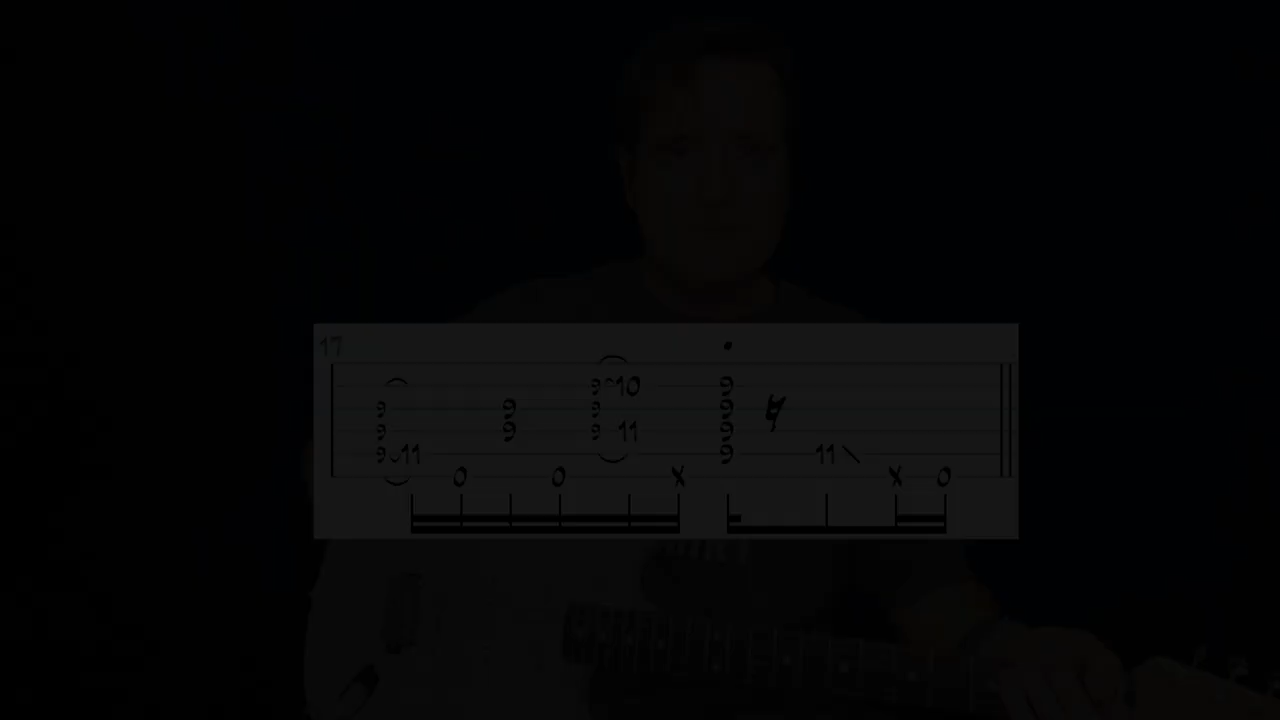 17
9 9 10
9 9 9 9
9 9 9 11 9
9 11 9 11
0 0 x x 0